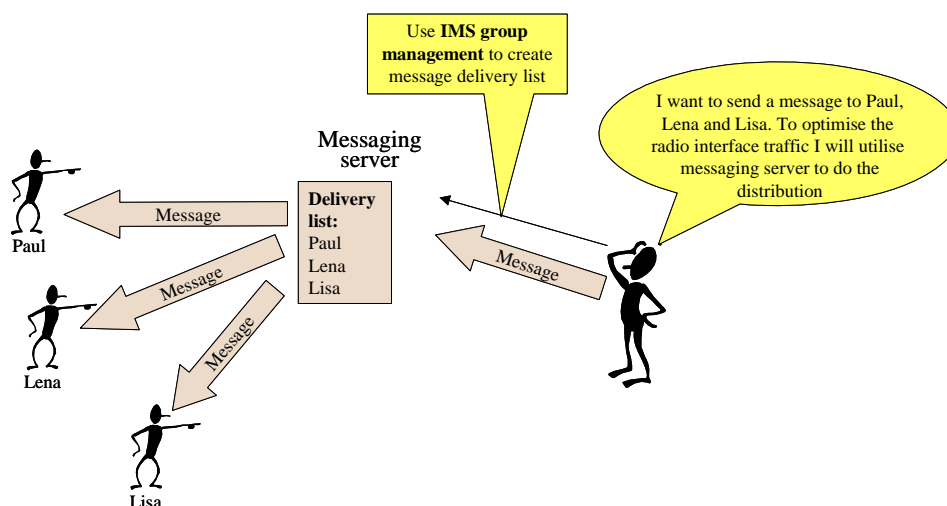 Use IMS group
management to create
message delivery list
I want to send a message to Paul,
Lena and Lisa. To optimise the
radio interface traffic I will utilise
messaging server to do the
distribution
Messaging
server
Delivery
list:
Paul
Lena
Lisa
Message
Message
Message
Message
Paul
Lena
Lisa